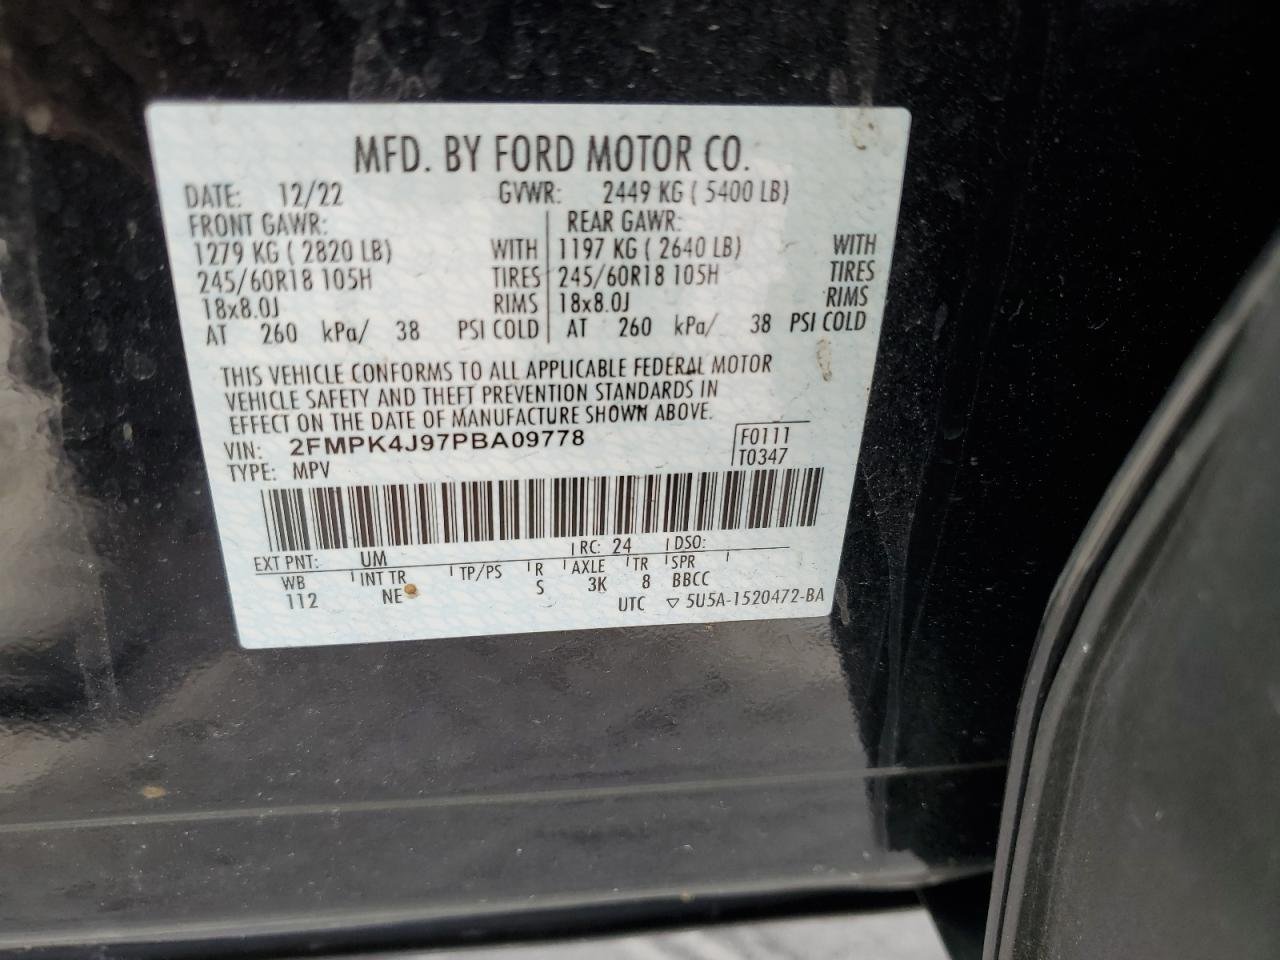 MFD. BY FORD MOTOR CO.
DATE: 12/22 GVWR: 2449 KG ( 5400 LB)
FRONT GAWR: REAR GAWR:
1279 KG ( 2820 LB) WITH 1197 KG ( 2640 LB) WITH
245/60R18 105H TIRES 245/60R18 105H TIRES
18x8.0J RIMS 18x8.0J RIMS
AT 260 kPa/ 38 PSI COLD AT 260 kPa/ 38 PSI COLD
THIS VEHICLE CONFORMS TO ALL APPLICABLE FEDERAL MOTOR
VEHICLE SAFETY AND THEFT PREVENTION STANDARDS IN
EFFECT ON THE DATE OF MANUFACTURE SHOWN ABOVE.
VIN: 2FMPK4J97PBA09778 F0111
TYPE: MPV T0347
EXT PNT: UM RC: 24 DSO:
WB INT TR TP/PS R AXLE TR SPR
112 NE S 3K 8 BBCC
UTC ▽ 5U5A-1520472-BA